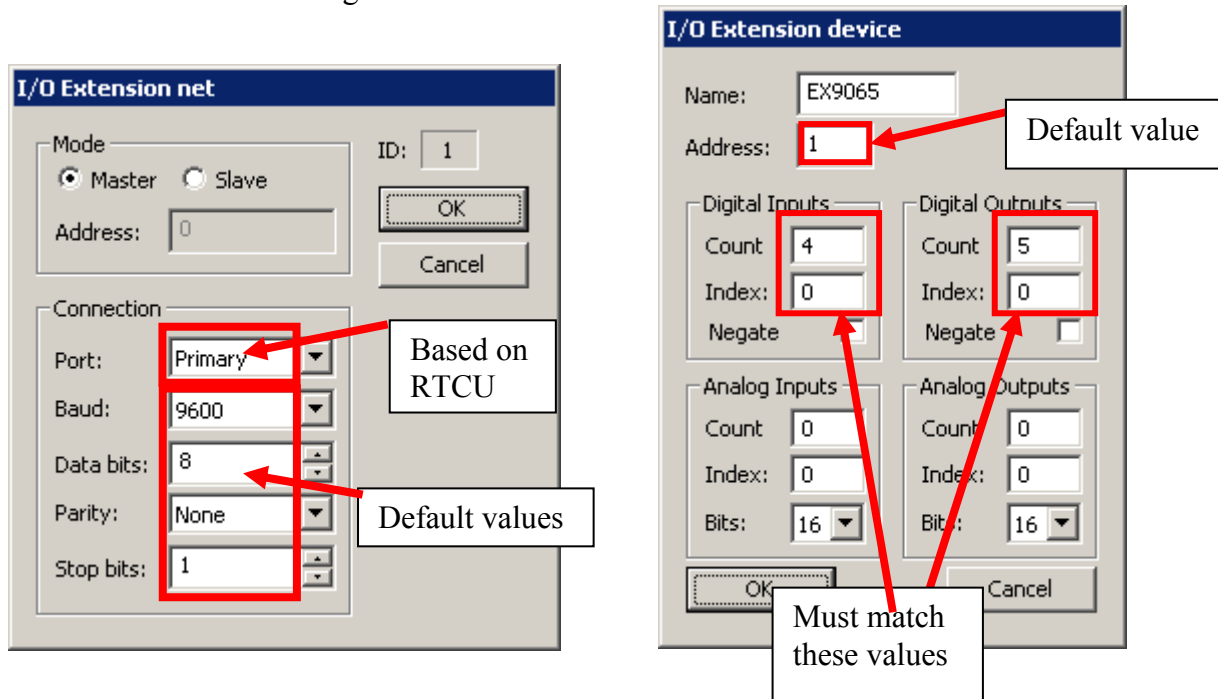 I/O Extension net
Mode
Master Slave
Address: 0
ID: 1
OK
Cancel
Connection
Port: Primary
Baud: 9600
Data bits: 8
Parity: None
Stop bits: 1
Based on
RTCU
Default values
I/O Extension device
Name: EX9065
Address: 1
Default value
Digital Inputs
Count 4
Index: 0
Negate
Digital Outputs
Count 5
Index: 0
Negate
Analog Inputs
Count 0
Index: 0
Bits: 16
Analog Outputs
Count 0
Index: 0
Bits: 16
OK
Cancel
Must match
these values